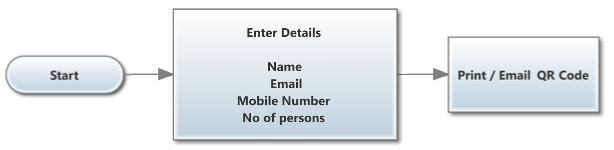 Start
Enter Details
Name
Email
Mobile Number
No of persons
Print / Email QR Code